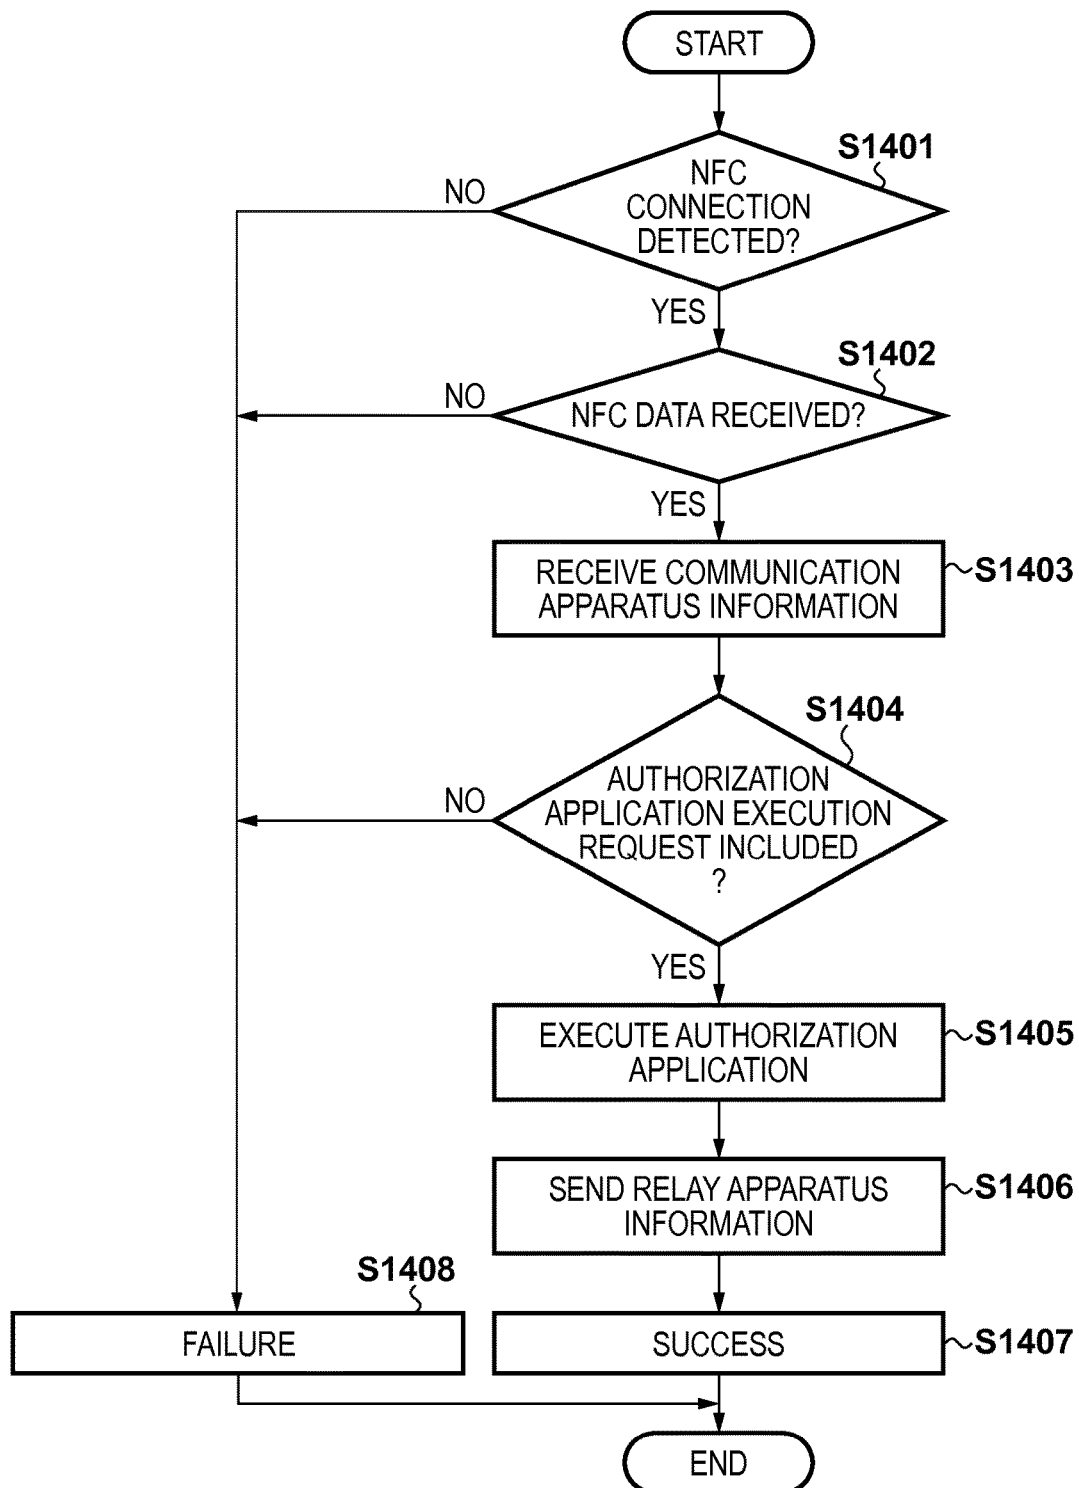 START
S1401
NFC
CONNECTION
DETECTED?
NO
YES
S1402
NFC DATA RECEIVED?
NO
YES
RECEIVE COMMUNICATION
APPARATUS INFORMATION
S1403
S1404
AUTHORIZATION
APPLICATION EXECUTION
REQUEST INCLUDED
?
NO
YES
EXECUTE AUTHORIZATION
APPLICATION
S1405
SEND RELAY APPARATUS
INFORMATION
S1406
S1408
FAILURE
SUCCESS
S1407
END